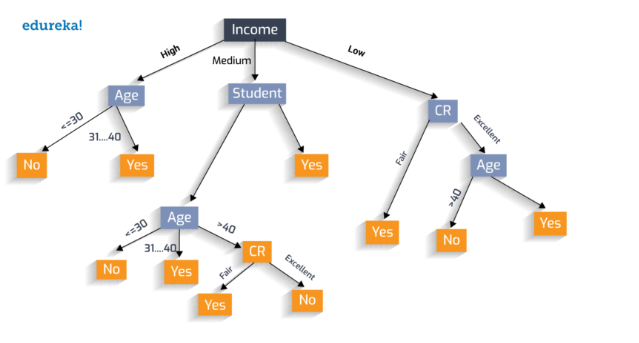 edureka!
Income
High
Medium
Low
Age
Student
CR
<=30
31....40
Fair
Excellent
No
Yes
Yes
Age
>40
Yes
No
Yes
Age
<=30
31....40
>40
No
Yes
CR
Fair
Excellent
Yes
No